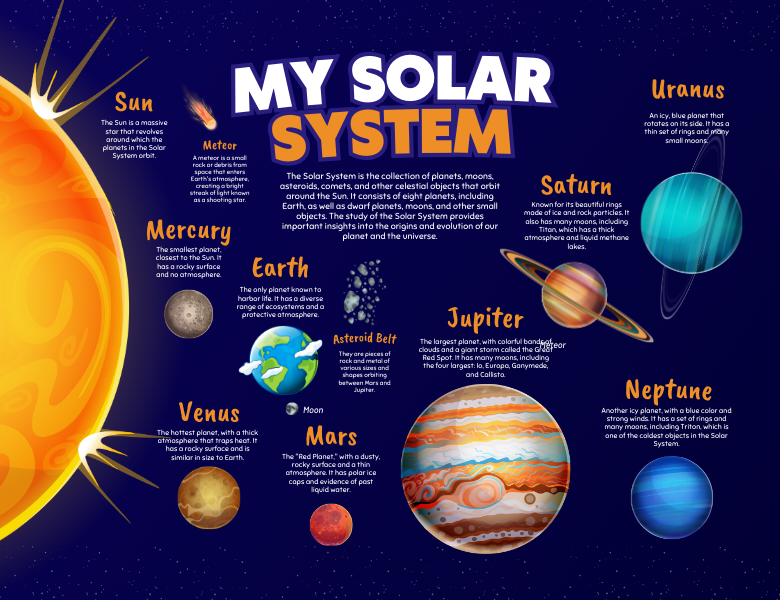 MY SOLAR
SYSTEM
The Solar System is the collection of planets, moons,
asteroids, comets, and other celestial objects that orbit
around the Sun. It consists of eight planets, including
Earth, as well as dwarf planets, moons, and other small
objects. The study of the Solar System provides
important insights into the origins and evolution of our
planet and the universe.
Sun
The Sun is a massive
star that revolves
around which the
planets in the Solar
System orbit.
Meteor
A meteor is a small
rock or debris from
space that enters
Earth's atmosphere,
creating a bright
streak of light known
as a shooting star.
Uranus
An icy, blue planet that
rotates on its side. It has a
thin set of rings and many
small moons.
Saturn
Known for its beautiful rings
made of ice and rock particles. It
also has many moons, including
Titan, which has a thick
atmosphere and liquid methane
lakes.
Mercury
The smallest planet,
closest to the Sun. It
has a rocky surface
and no atmosphere.
Earth
The only planet known to
harbor life. It has a diverse
range of ecosystems and a
protective atmosphere.
Moon
Asteroid Belt
They are pieces of
rock and metal of
various sizes and
shapes orbiting
between Mars and
Jupiter.
Jupiter
The largest planet, with colorful bands of
clouds and a giant storm called the Great
Red Spot. It has many moons, including
the four largest: Io, Europa, Ganymede,
and Callisto.
Meteor
Venus
The hottest planet, with a thick
atmosphere that traps heat. It
has a rocky surface and is
similar in size to Earth.
Mars
The "Red Planet," with a dusty,
rocky surface and a thin
atmosphere. It has polar ice
caps and evidence of past
liquid water.
Neptune
Another icy planet, with a blue color and
strong winds. It has a set of rings and
many moons, including Triton, which is
one of the coldest objects in the Solar
System.